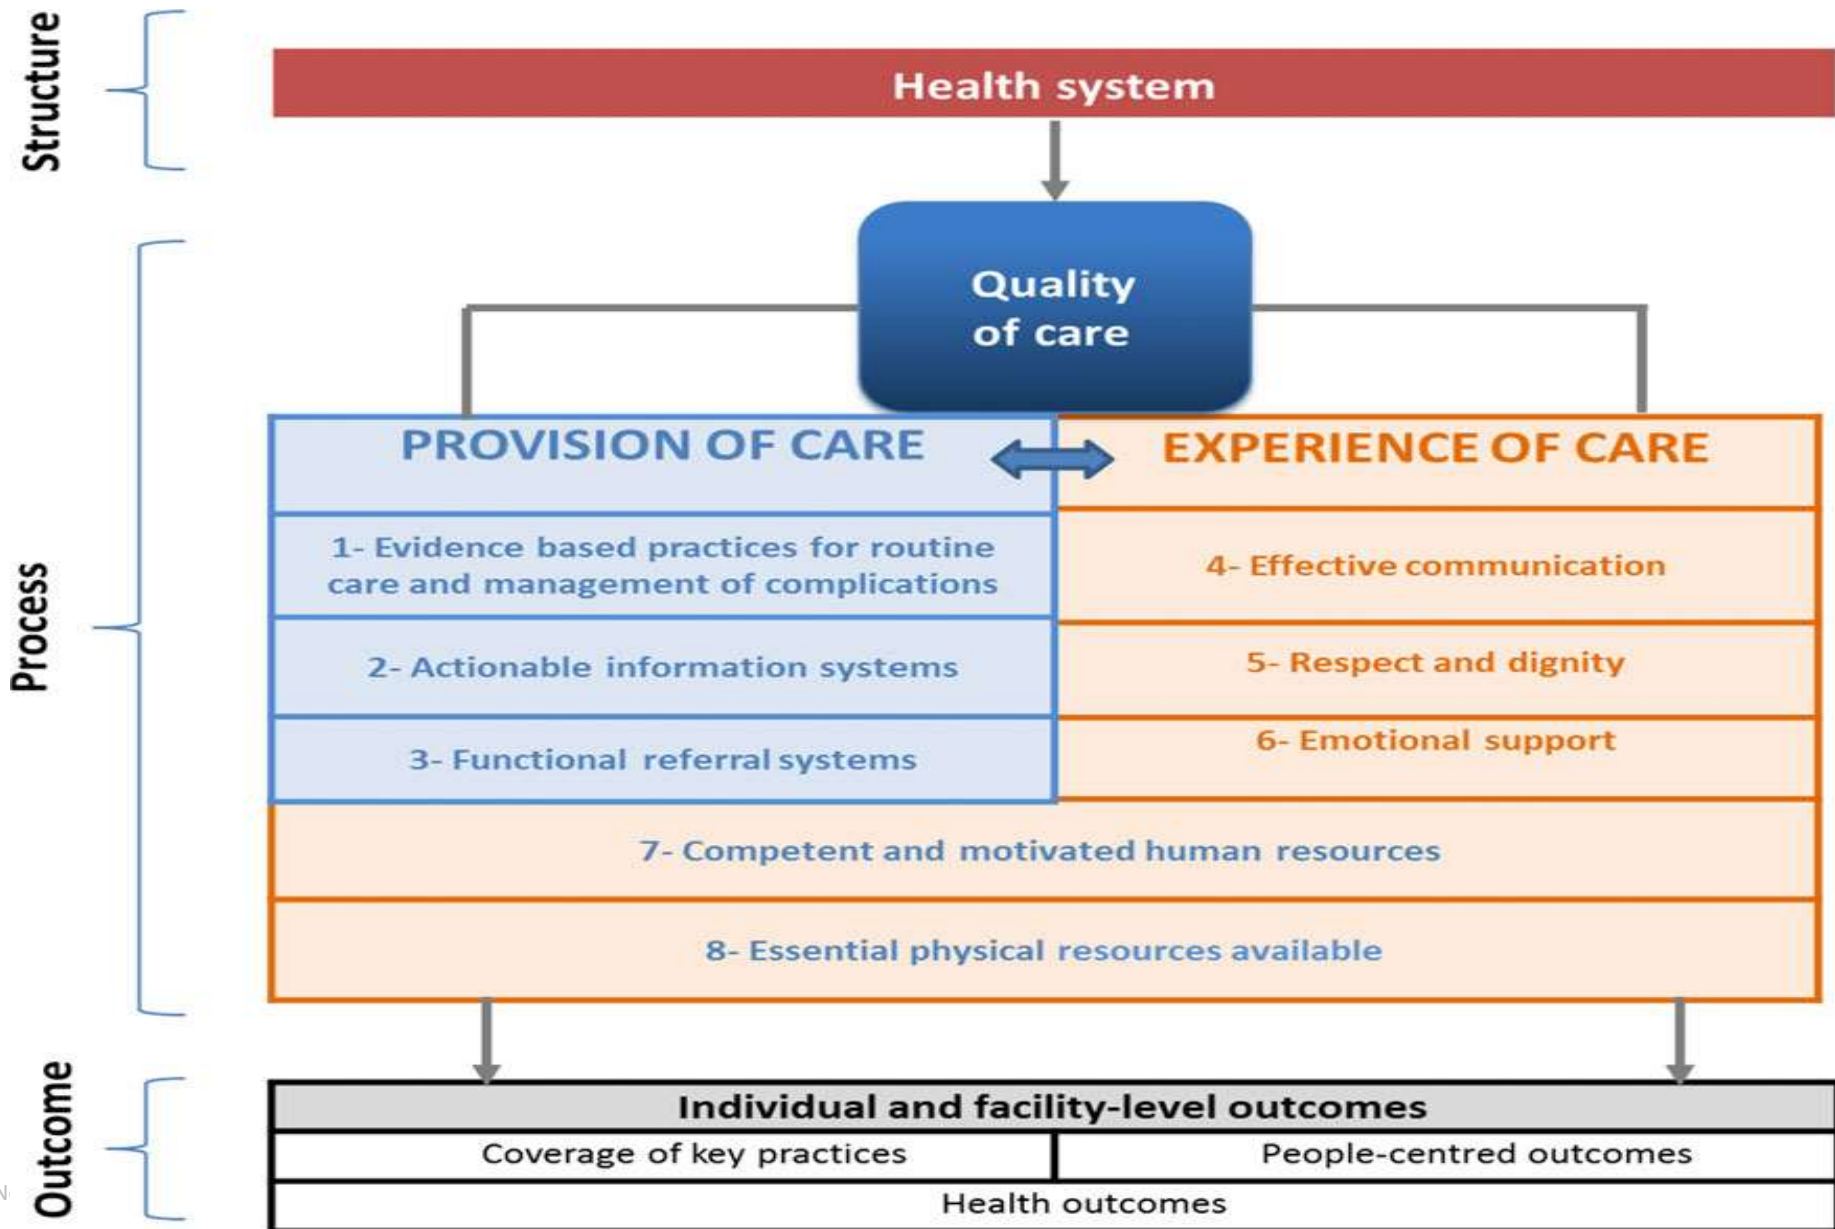 Structure
Health system
Quality
of care
Process
PROVISION OF CARE
EXPERIENCE OF CARE
1- Evidence based practices for routine
care and management of complications
4- Effective communication
2- Actionable information systems
5- Respect and dignity
3- Functional referral systems
6- Emotional support
7- Competent and motivated human resources
8- Essential physical resources available
Outcome
Individual and facility-level outcomes
Coverage of key practices
People-centred outcomes
Health outcomes